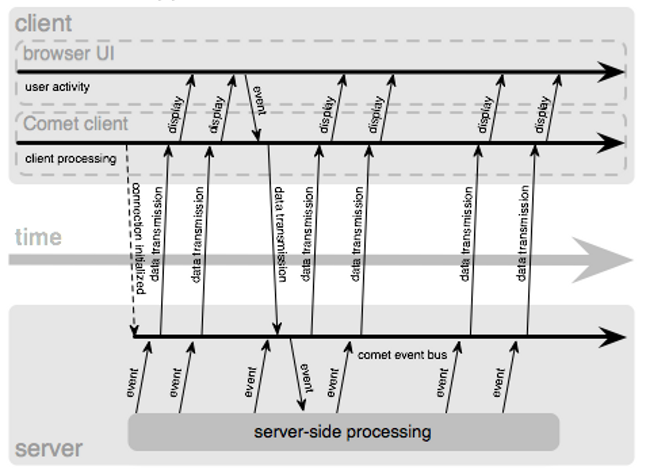 client
browser UI
user activity
display
display
event
display
display
display
display
Comet client
client processing
connection initialized
data transmission
data transmission
data transmission
data transmission
data transmission
data transmission
data transmission
time
comet event bus
event
event
event
event
event
event
event
server-side processing
server